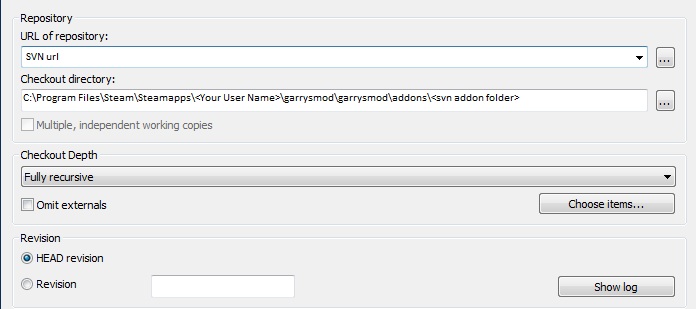 Repository
URL of repository:
SVN url
...
Checkout directory:
C:\Program Files\Steam\Steamapps\<Your User Name>\garrysmod\garrysmod\addons\<svn addon folder>
...
Multiple, independent working copies
Checkout Depth
Fully recursive
Omit externals
Choose items...
Revision
HEAD revision
Revision
Show log